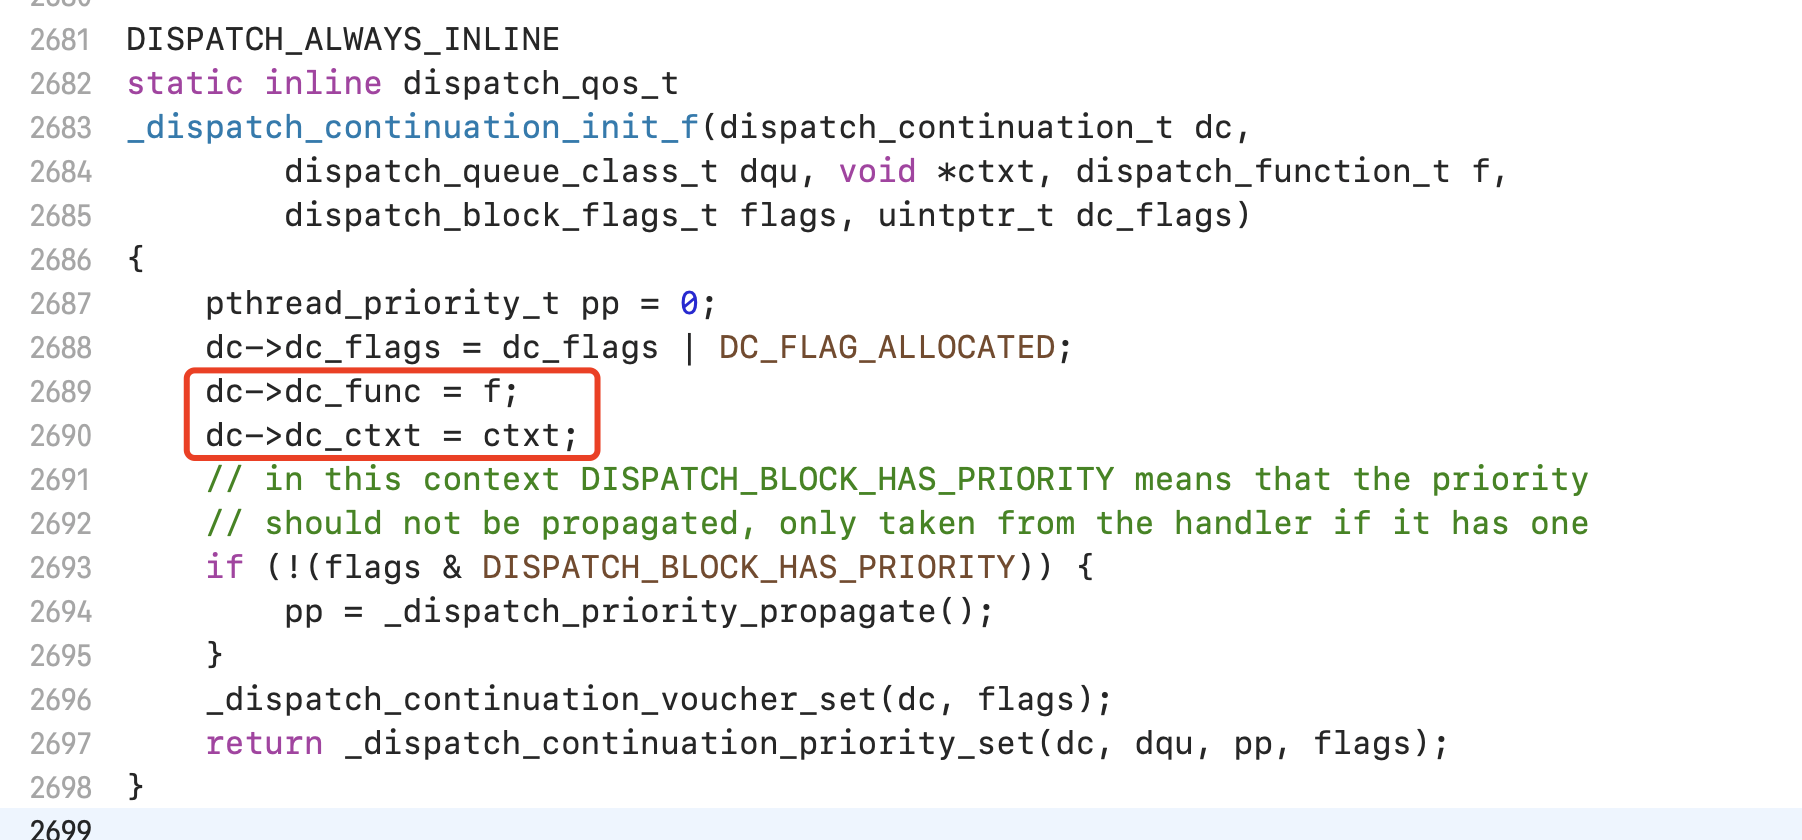 2681 DISPATCH_ALWAYS_INLINE
2682 static inline dispatch_qos_t
2683 _dispatch_continuation_init_f(dispatch_continuation_t dc,
2684         dispatch_queue_class_t dqu, void *ctxt, dispatch_function_t f,
2685         dispatch_block_flags_t flags, uintptr_t dc_flags)
2686 {
2687     pthread_priority_t pp = 0;
2688     dc->dc_flags = dc_flags | DC_FLAG_ALLOCATED;
2689     dc->dc_func = f;
2690     dc->dc_ctxt = ctxt;
2691     // in this context DISPATCH_BLOCK_HAS_PRIORITY means that the priority
2692     // should not be propagated, only taken from the handler if it has one
2693     if (!(flags & DISPATCH_BLOCK_HAS_PRIORITY)) {
2694         pp = _dispatch_priority_propagate();
2695     }
2696     _dispatch_continuation_voucher_set(dc, flags);
2697     return _dispatch_continuation_priority_set(dc, dqu, pp, flags);
2698 }
2699